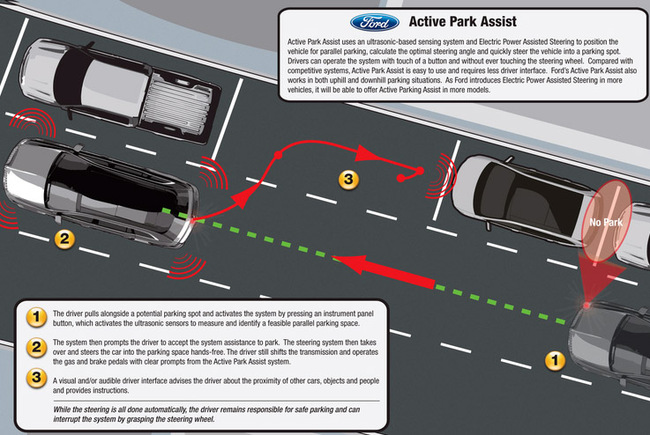 Ford Active Park Assist
Active Park Assist uses an ultrasonic-based sensing system and Electric Power Assisted Steering to position the
vehicle for parallel parking, calculate the optimal steering angle and quickly steer the vehicle into a parking spot.
Drivers can operate the system with touch of a button and without ever touching the steering wheel. Compared with
competitive systems, Active Park Assist is easy to use and requires less driver interface. Ford's Active Park Assist also
works in both uphill and downhill parking situations. As Ford introduces Electric Power Assisted Steering in more
vehicles, it will be able to offer Active Parking Assist in more models.
3
No Park
2
1
1 The driver pulls alongside a potential parking spot and activates the system by pressing an instrument panel
button, which activates the ultrasonic sensors to measure and identify a feasible parallel parking space.
2 The system then prompts the driver to accept the system assistance to park. The steering system then takes
over and steers the car into the parking space hands-free. The driver still shifts the transmission and operates
the gas and brake pedals with clear prompts from the Active Park Assist system.
3 A visual and/or audible driver interface advises the driver about the proximity of other cars, objects and people
and provides instructions.
While the steering is all done automatically, the driver remains responsible for safe parking and can
interrupt the system by grasping the steering wheel.